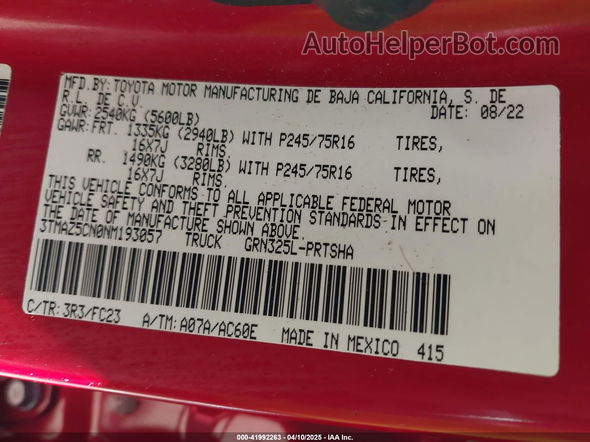 AutoHelperBot.com
MFD.BY: TOYOTA MOTOR MANUFACTURING DE BAJA CALIFORNIA, S. DE
R.L. DE C.V. DATE: 08/22
GVWR: 2540KG (5600LB)
GAWR: FRT. 1335KG (2940LB) WITH P245/75R16 TIRES,
16X7J RIMS
RR. 1490KG (3280LB) WITH P245/75R16 TIRES,
16X7J RIMS.
THIS VEHICLE CONFORMS TO ALL APPLICABLE FEDERAL MOTOR
VEHICLE SAFETY AND THEFT PREVENTION STANDARDS IN EFFECT ON
THE DATE OF MANUFACTURE SHOWN ABOVE.
3TMAZ5CN0NM193057 TRUCK GRN325L-PRTSHA
C/TR: 3R3/FC23 A/TM: A07A/AC60E MADE IN MEXICO 415
000-41992263 - 04/10/2025 - IAA Inc.